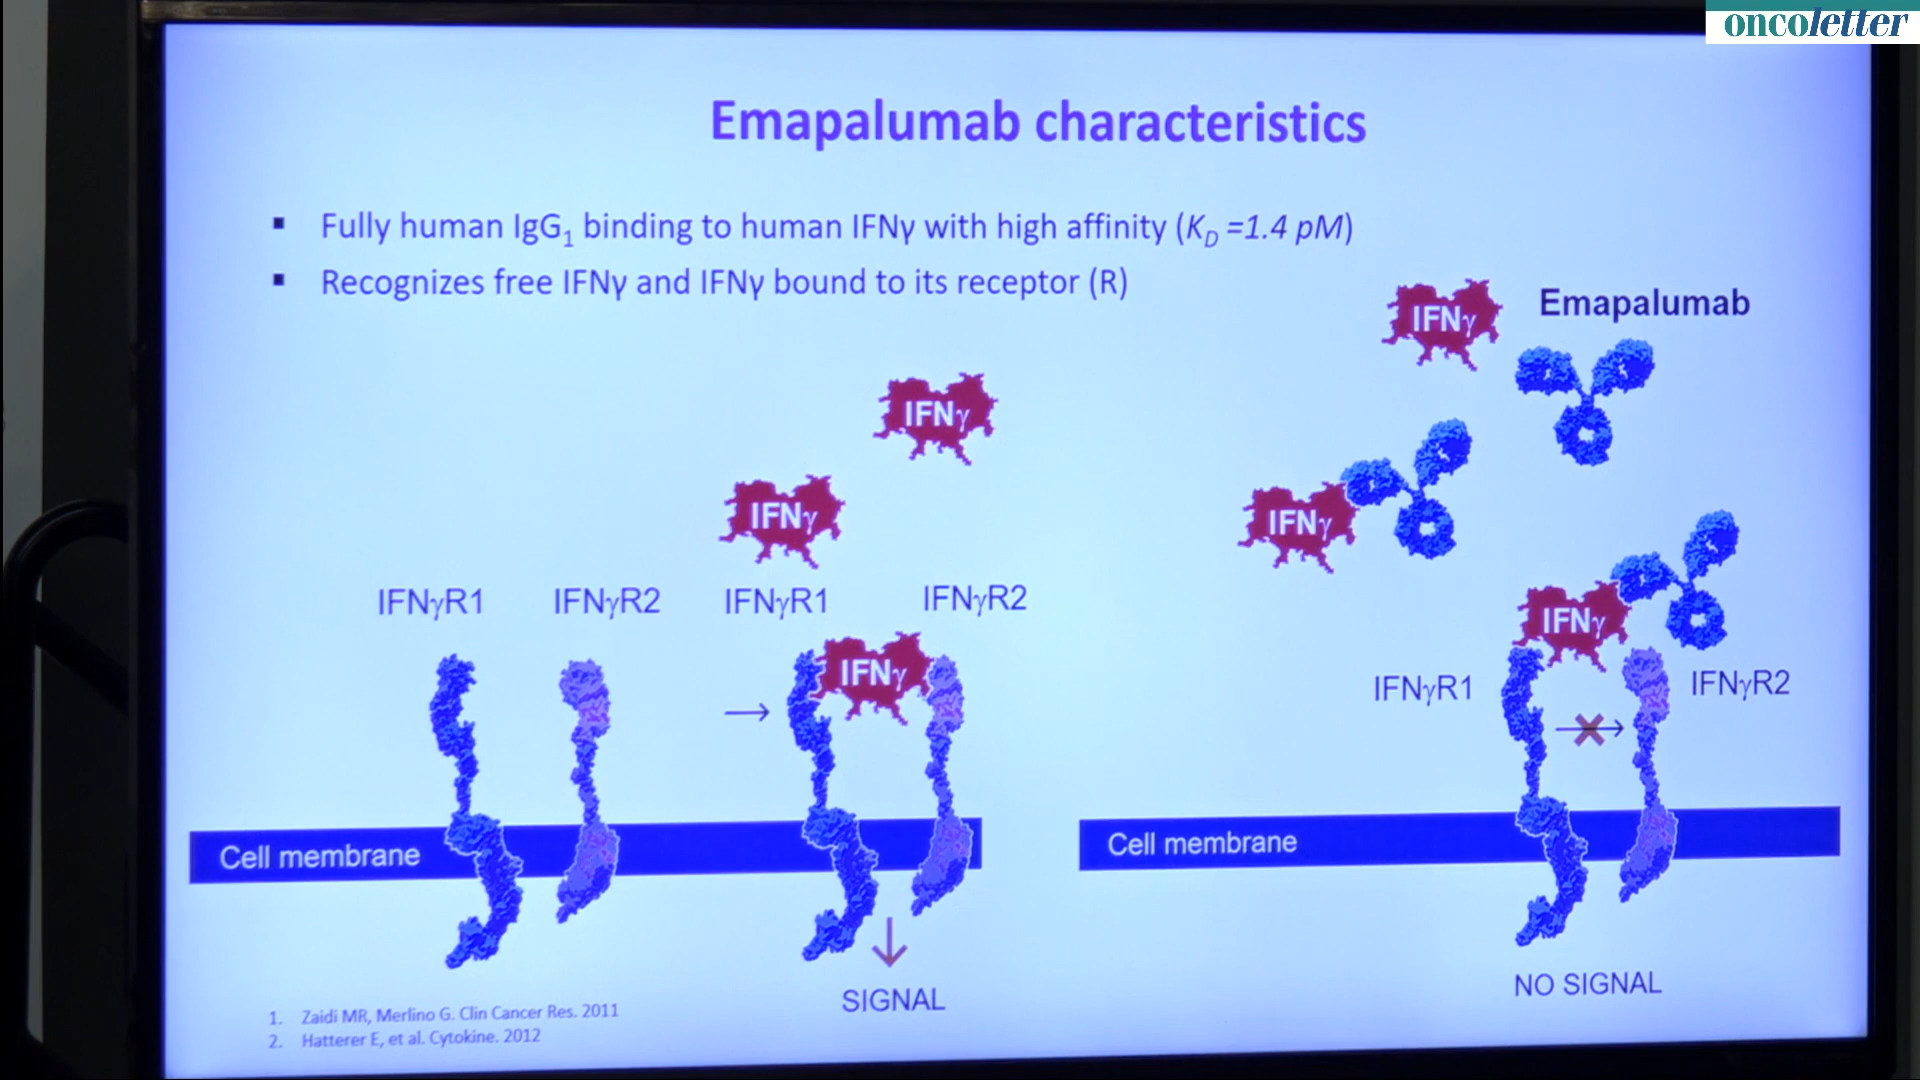 oncoletter
Emapalumab characteristics
▪ Fully human IgG₁ binding to human IFNγ with high affinity (K_D =1.4 pM)
▪ Recognizes free IFNγ and IFNγ bound to its receptor (R)
IFNγ
Emapalumab
IFNγ
IFNγ
IFNγ
IFNγ
IFNγR1
IFNγR2
IFNγR1
IFNγR2
IFNγ
IFNγR1
IFNγR2
Cell membrane
Cell membrane
SIGNAL
NO SIGNAL
1. Zaidi MR, Merlino G. Clin Cancer Res. 2011
2. Hatterer E, et al. Cytokine. 2012